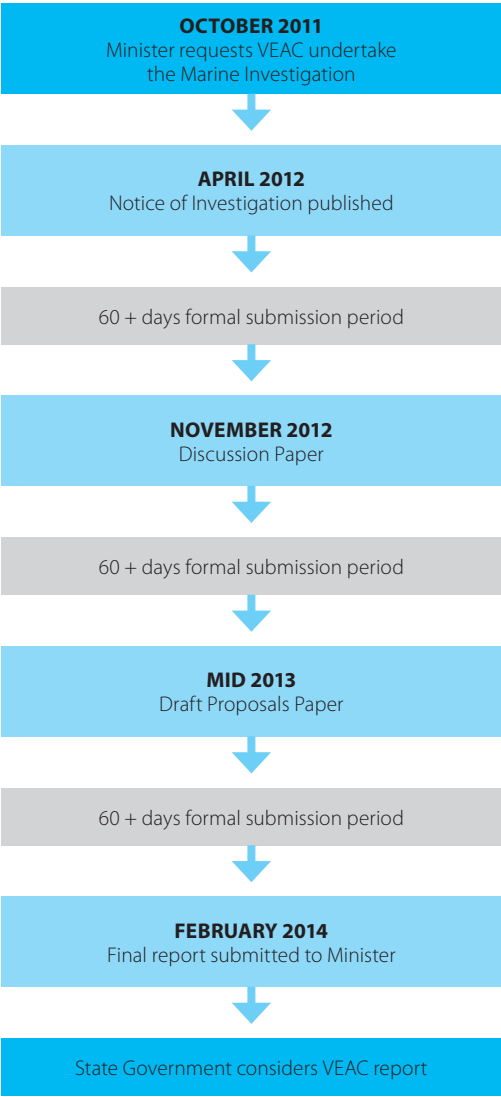 OCTOBER 2011
Minister requests VEAC undertake
the Marine Investigation
APRIL 2012
Notice of Investigation published
60 + days formal submission period
NOVEMBER 2012
Discussion Paper
60 + days formal submission period
MID 2013
Draft Proposals Paper
60 + days formal submission period
FEBRUARY 2014
Final report submitted to Minister
State Government considers VEAC report